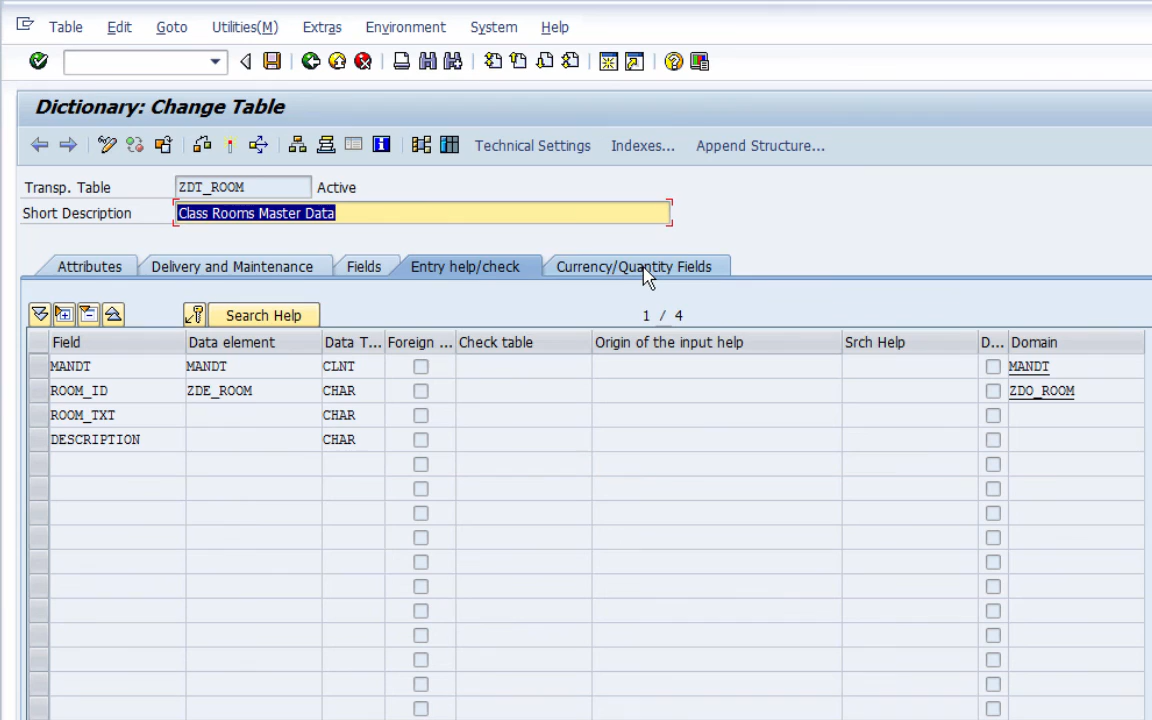 Table Edit Goto Utilities(M) Extras Environment System Help
Dictionary: Change Table
Technical Settings Indexes... Append Structure...
Transp. Table ZDT_ROOM Active
Short Description Class Rooms Master Data
Attributes Delivery and Maintenance Fields Entry help/check Currency/Quantity Fields
Search Help 1 / 4
Field Data element Data T... Foreign ... Check table Origin of the input help Srch Help D... Domain
MANDT MANDT CLNT MANDT
ROOM_ID ZDE_ROOM CHAR ZDO_ROOM
ROOM_TXT CHAR
DESCRIPTION CHAR